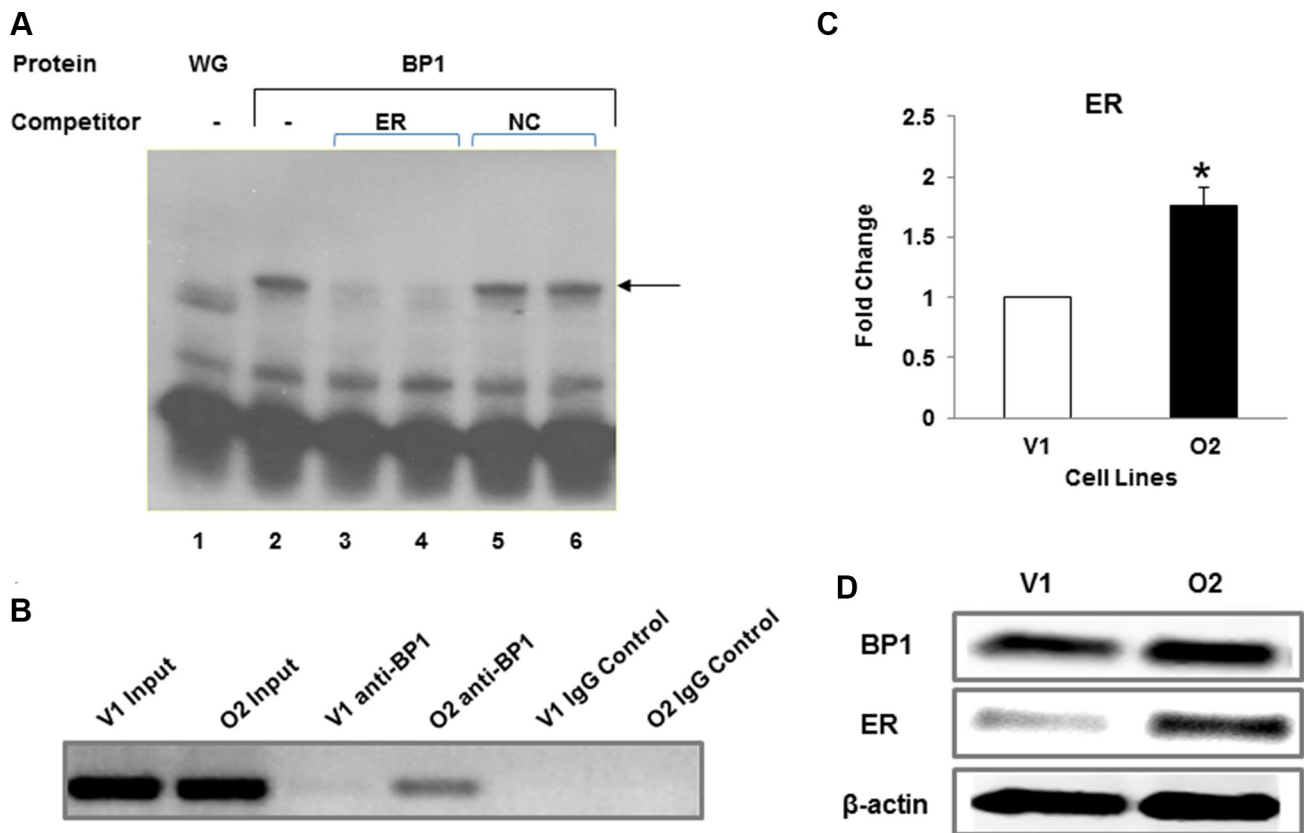 A
Protein WG BP1
Competitor - - ER NC
1 2 3 4 5 6
B
V1 Input
O2 Input
V1 anti-BP1
O2 anti-BP1
V1 IgG Control
O2 IgG Control
C
ER
2.5
2
1.5
1
0.5
0
Fold Change
*
V1 O2
Cell Lines
D
V1 O2
BP1
ER
β-actin